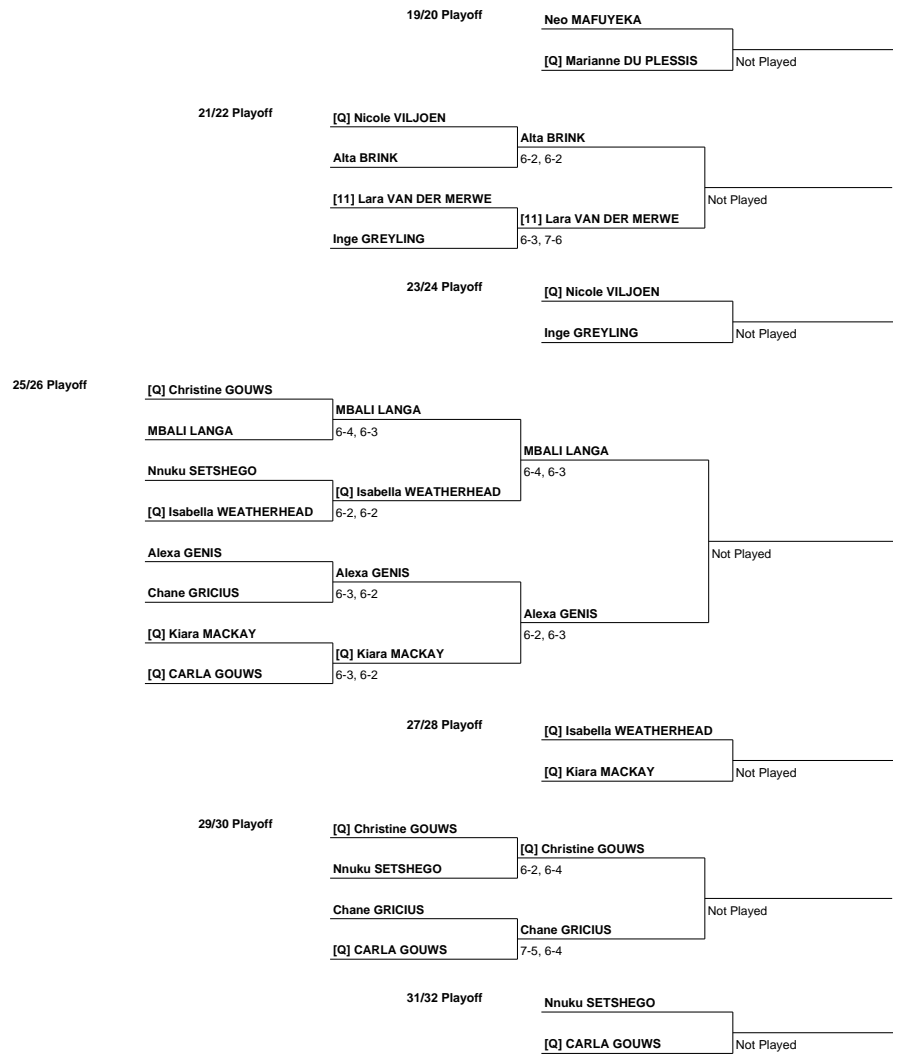 19/20 Playoff
Neo MAFUYEKA
[Q] Marianne DU PLESSIS
Not Played
21/22 Playoff
[Q] Nicole VILJOEN
Alta BRINK
Alta BRINK
6-2, 6-2
[11] Lara VAN DER MERWE
Not Played
[11] Lara VAN DER MERWE
Inge GREYLING
6-3, 7-6
23/24 Playoff
[Q] Nicole VILJOEN
Inge GREYLING
Not Played
25/26 Playoff
[Q] Christine GOUWS
MBALI LANGA
MBALI LANGA
6-4, 6-3
MBALI LANGA
Nnuku SETSHEGO
6-4, 6-3
[Q] Isabella WEATHERHEAD
[Q] Isabella WEATHERHEAD
6-2, 6-2
Alexa GENIS
Not Played
Alexa GENIS
Chane GRICIUS
6-3, 6-2
Alexa GENIS
[Q] Kiara MACKAY
6-2, 6-3
[Q] Kiara MACKAY
[Q] CARLA GOUWS
6-3, 6-2
27/28 Playoff
[Q] Isabella WEATHERHEAD
[Q] Kiara MACKAY
Not Played
29/30 Playoff
[Q] Christine GOUWS
[Q] Christine GOUWS
Nnuku SETSHEGO
6-2, 6-4
Chane GRICIUS
Not Played
Chane GRICIUS
[Q] CARLA GOUWS
7-5, 6-4
31/32 Playoff
Nnuku SETSHEGO
[Q] CARLA GOUWS
Not Played